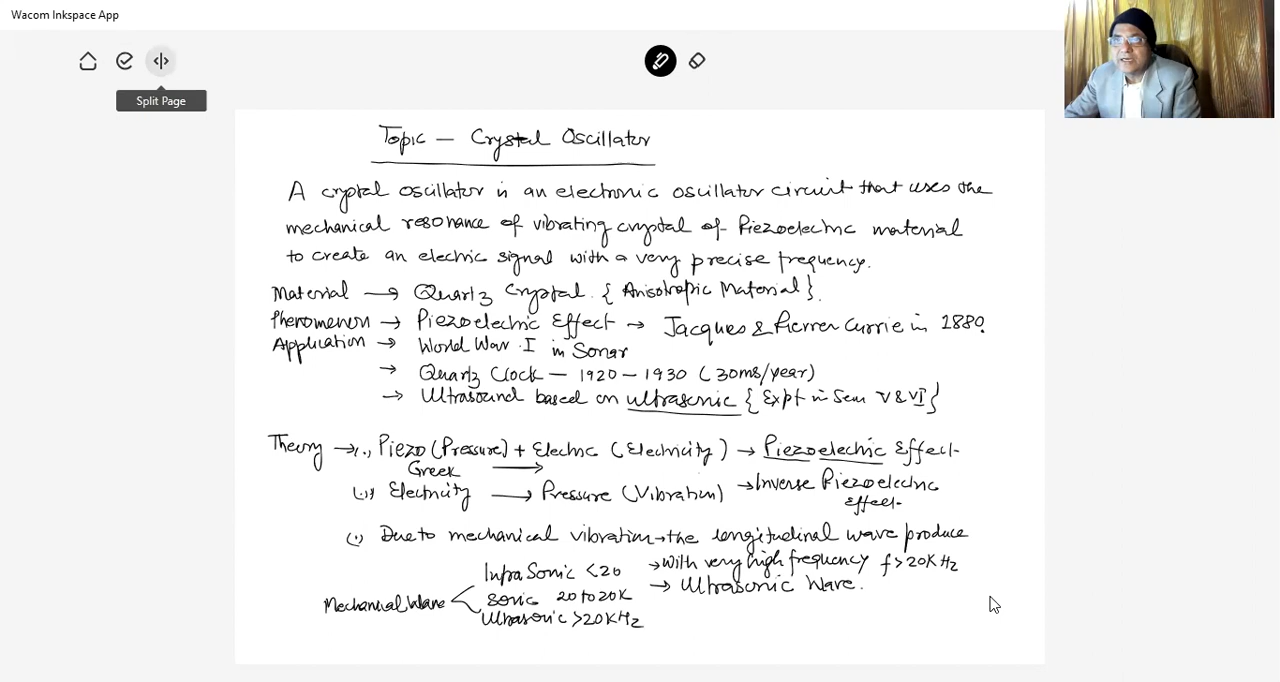 Wacom Inkspace App
Split Page
Topic — Crystal Oscillator
A crystal oscillator is an electronic oscillator circuit that uses the
mechanical resonance of vibrating crystal of Piezoelectric material
to create an electric signal with a very precise frequency.
Material → Quartz Crystal. { Anisotropic Material }.
Phenomenon → Piezoelectric Effect → Jacques & Pierren Currie in 1880.
Application → World War . I in Sonar
→ Quartz Clock — 1920 – 1930 ( 30ms/year)
→ Ultrasound based on ultrasonic { Expt in Sem V & VI }
Theory → 1., Piezo (Pressure) + Electric (Electricity) → Piezoelectric Effect
Greek →
(ii) Electricity → Pressure (Vibration) → Inverse Piezoelectric
Effect
(1) Due to mechanical vibration → the longitudinal wave produce
→ With very high frequency f > 20KHz
Infra Sonic < 20 → Ultrasonic Wave.
Mechanical Wave < Sonic 20 to 20K
Ultrasonic > 20KHz